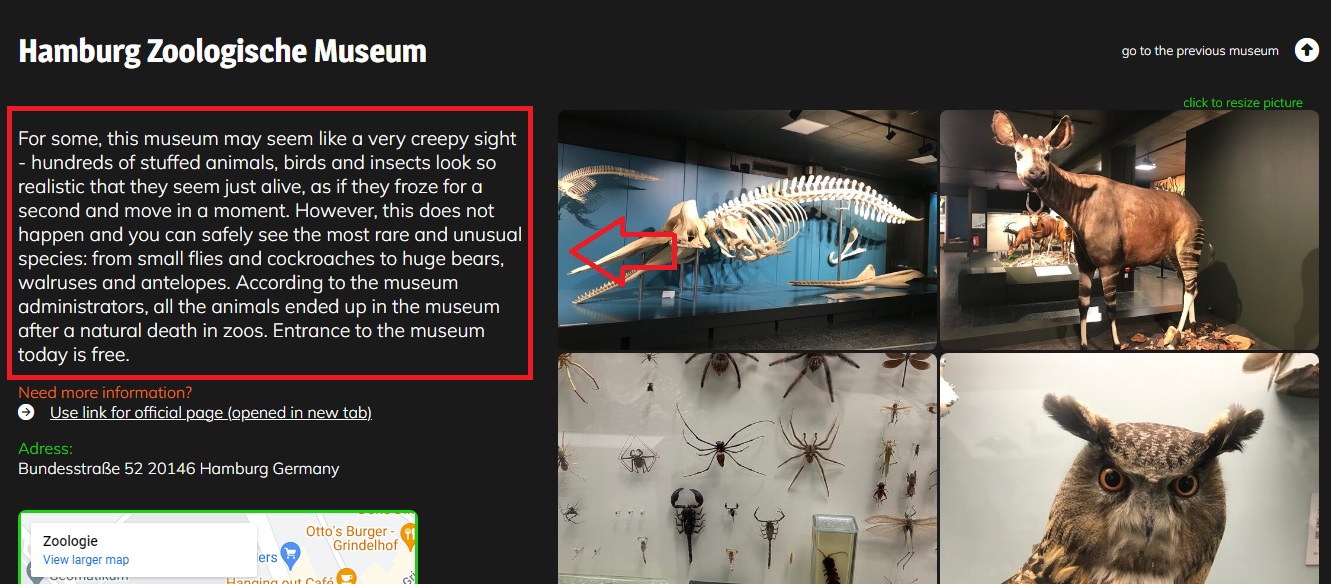 Hamburg Zoologische Museum
go to the previous museum
click to resize picture
For some, this museum may seem like a very creepy sight
- hundreds of stuffed animals, birds and insects look so
realistic that they seem just alive, as if they froze for a
second and move in a moment. However, this does not
happen and you can safely see the most rare and unusual
species: from small flies and cockroaches to huge bears,
walruses and antelopes. According to the museum
administrators, all the animals ended up in the museum
after a natural death in zoos. Entrance to the museum
today is free.
Need more information?
Use link for official page (opened in new tab)
Adress:
Bundesstraße 52 20146 Hamburg Germany
Zoologie
View larger map
Otto's Burger -
Grindelhof
ers
Geomatikum
Hanging out Café
Gri